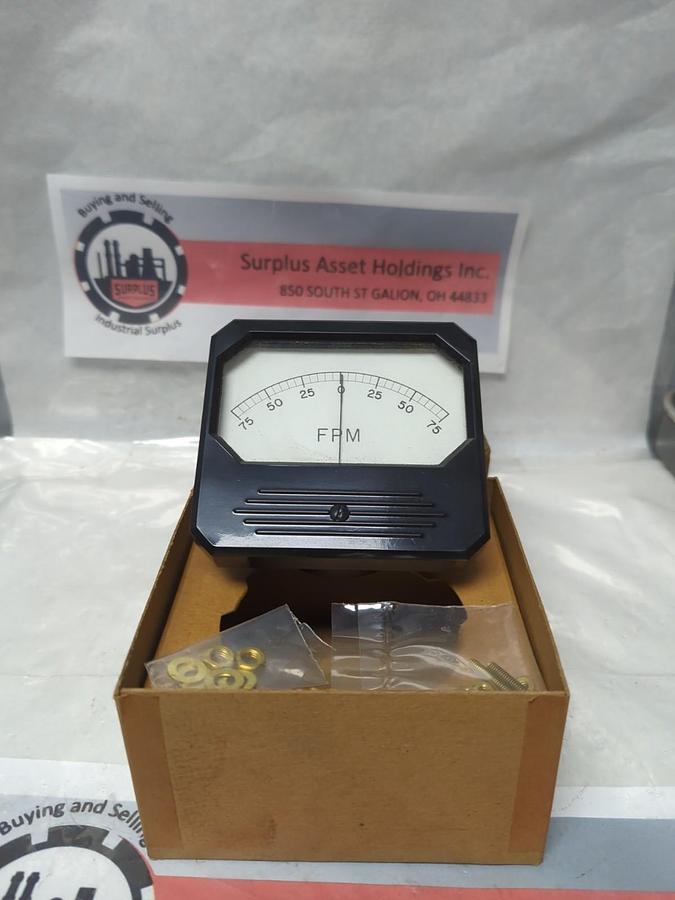 Buying and Selling
SURPLUS
Industrial Surplus
Surplus Asset Holdings Inc.
850 SOUTH ST GALION, OH 44833
75 50 25 0 25 50 75
FPM
Buying and Selling